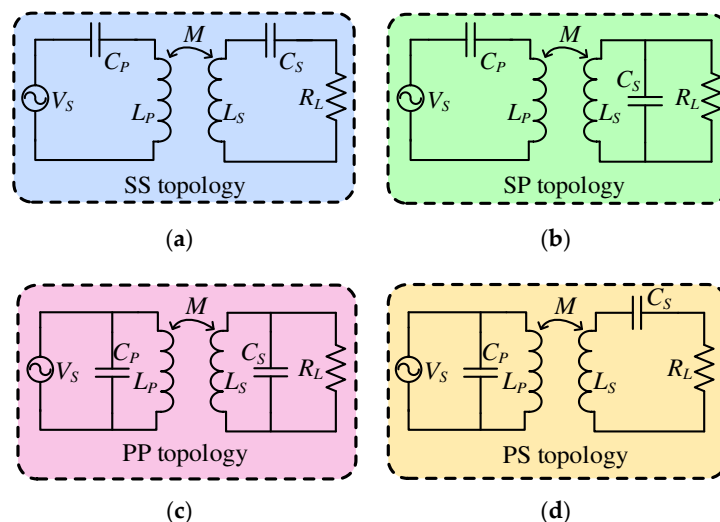 M
C_P
C_S
V_S
L_P
L_S
R_L
SS topology
(a)
M
C_P
C_S
V_S
L_P
L_S
R_L
SP topology
(b)
M
C_P
C_S
V_S
L_P
L_S
R_L
PP topology
(c)
M
C_S
C_P
V_S
L_P
L_S
R_L
PS topology
(d)